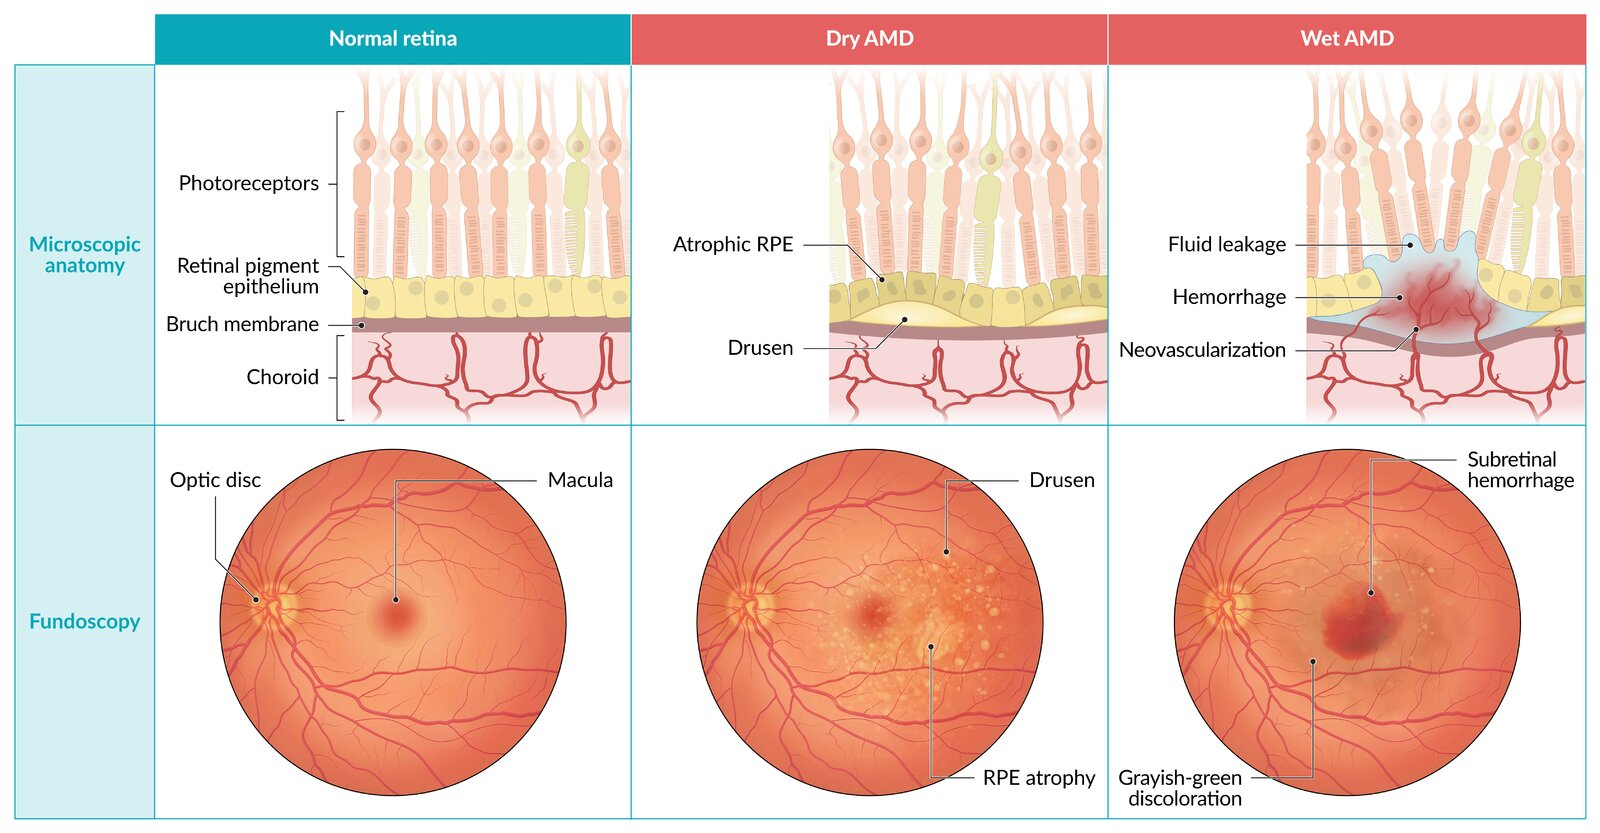 Normal retina
Dry AMD
Wet AMD
Microscopic
anatomy
Photoreceptors
Retinal pigment
epithelium
Bruch membrane
Choroid
Atrophic RPE
Drusen
Fluid leakage
Hemorrhage
Neovascularization
Fundoscopy
Optic disc
Macula
Drusen
RPE atrophy
Subretinal
hemorrhage
Grayish-green
discoloration